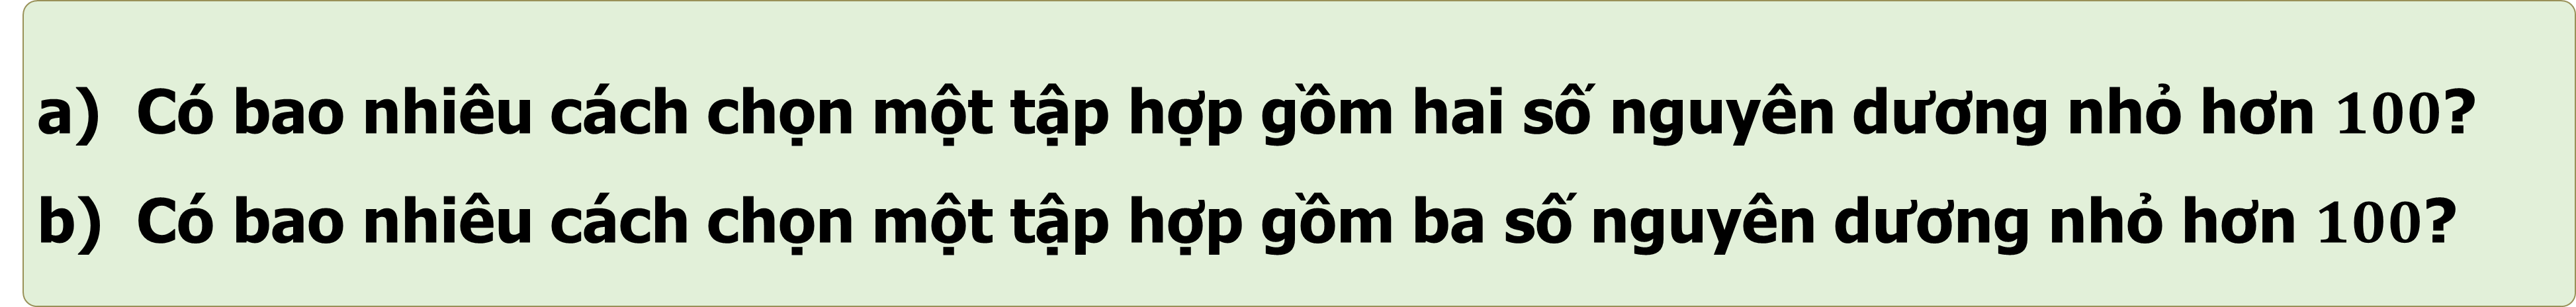 a) Có bao nhiêu cách chọn một tập hợp gồm hai số nguyên dương nhỏ hơn 100?
b) Có bao nhiêu cách chọn một tập hợp gồm ba số nguyên dương nhỏ hơn 100?